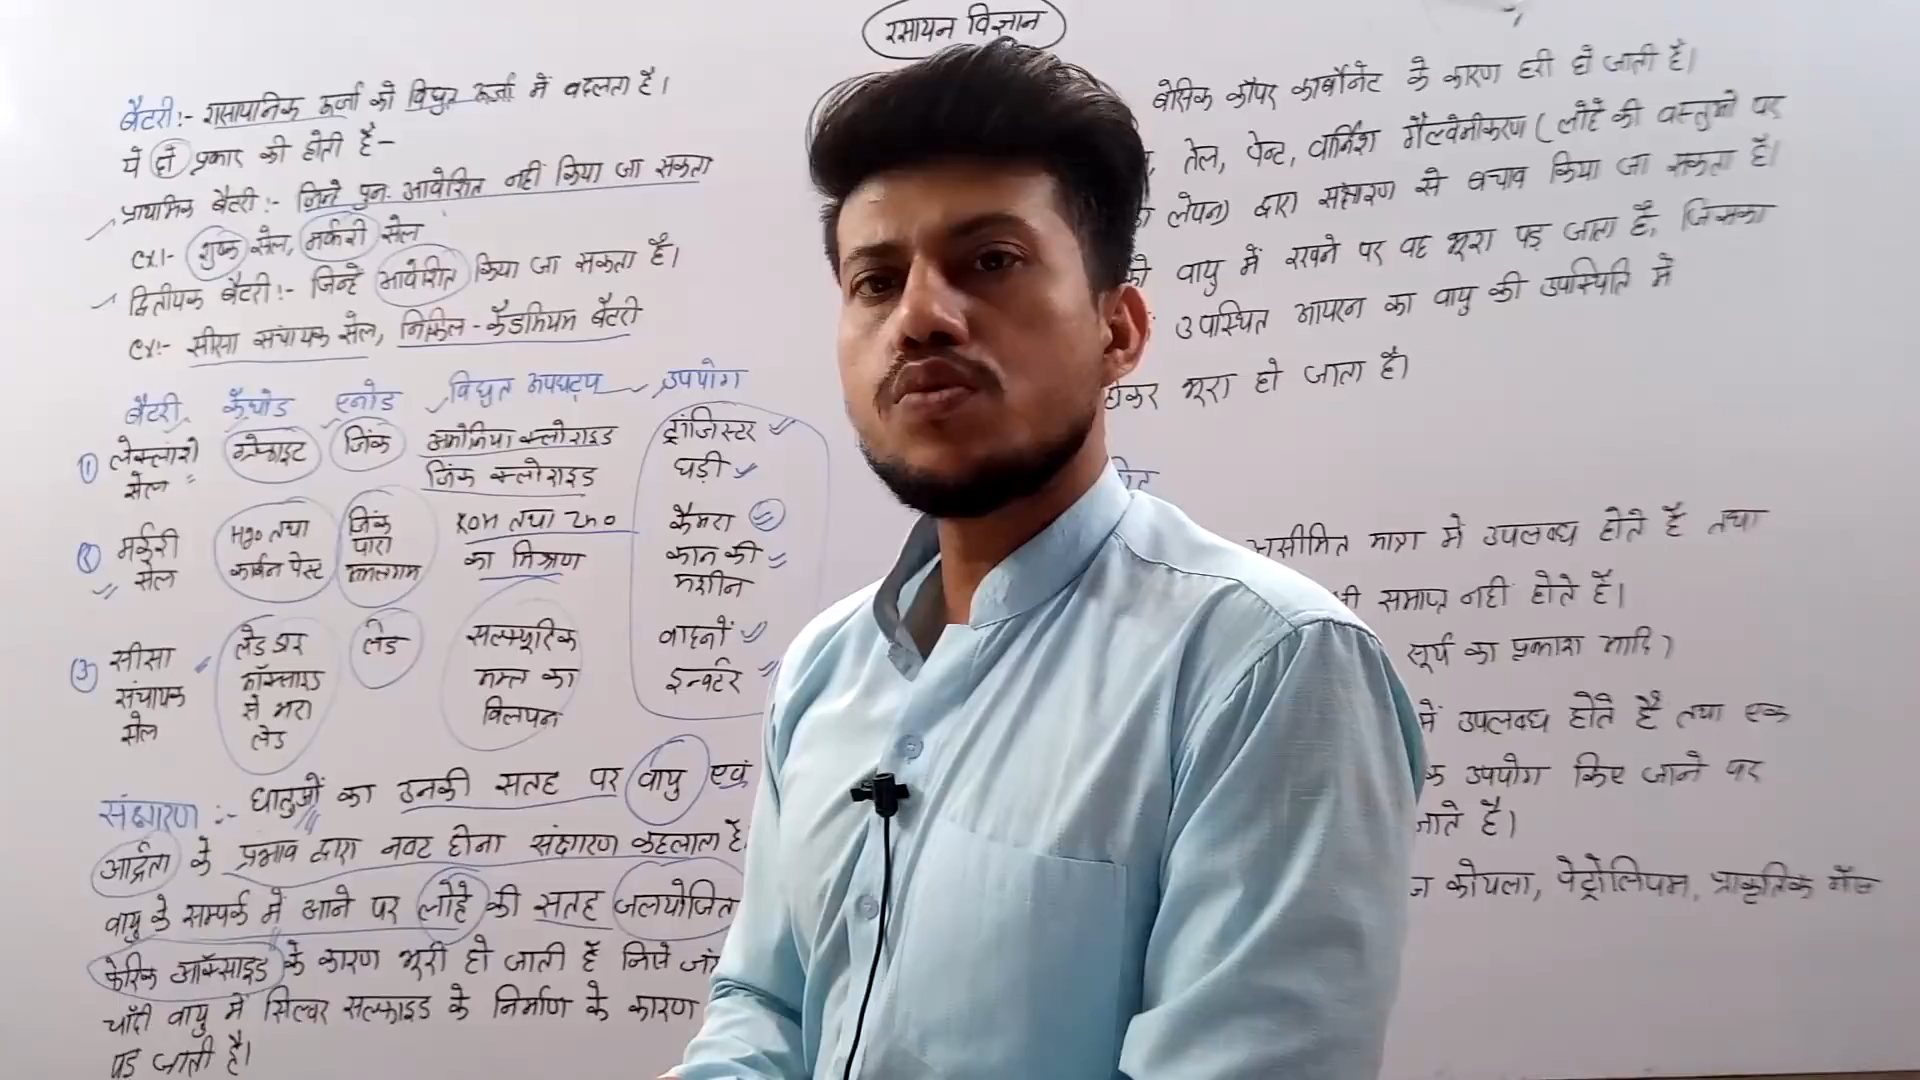 रसायन विज्ञान
बैटरी:- रासायनिक ऊर्जा को विद्युत ऊर्जा में बदलता है।
ये दो प्रकार की होती है-
प्राथमिक बैटरी:- जिन्हें पुन. आवेशित नहीं किया जा सकता
ex:- शुष्क सेल, मर्करी सेल
द्वितीयक बैटरी:- जिन्हें आवेशित किया जा सकता है।
ex:- सीसा संचायक सेल, निकिल-कैडमियम बैटरी
बैटरी कैथोड एनोड विद्युत अपघट्य उपयोग
① लेक्लांशे ग्रेफाइट जिंक अमोनिया क्लोराइड ट्रांजिस्टर
सेल जिंक क्लोराइड घड़ी
② मर्करी HgO तथा जिंक KOH तथा ZnO कैमरा
सेल कार्बन पेस्ट पारा का मिश्रण कान की
अमलगम मशीन
③ सीसा लेड डाई लेड सल्फ्यूरिक वाहनों
संचायक ऑक्साइड अम्ल का इन्वर्टर
सेल से भरा विलयन
लेड
संक्षारण:- धातुओं का उनकी सतह पर वायु एवं
आर्द्रता के प्रभाव द्वारा नष्ट होना संक्षारण कहलाता है
वायु के सम्पर्क में आने पर लोहे की सतह जलयोजित
फेरिक ऑक्साइड के कारण भूरी हो जाती है जिसे
चाँदी वायु में सिल्वर सल्फाइड के निर्माण के कारण
पड़ जाती है।
बेसिक कॉपर कार्बोनेट के कारण हरी हो जाती है।
तेल, पेन्ट, वार्निश गैल्वेनीकरण (लोहे की वस्तुओं पर
लेपन) द्वारा संक्षारण से बचाव किया जा सकता है।
को वायु में रखने पर वह भूरा पड़ जाता है, जिसका
उपस्थित आयरन का वायु की उपस्थिति में
होकर भूरा हो जाता है।
असीमित मात्रा में उपलब्ध होते है तथा
समाप्त नही होते है।
सूर्य का प्रकाश आदि)
में उपलब्ध होते है तथा एक
उपयोग किए जाने पर
जाते है।
कोयला, पेट्रोलियम, प्राकृतिक गैस